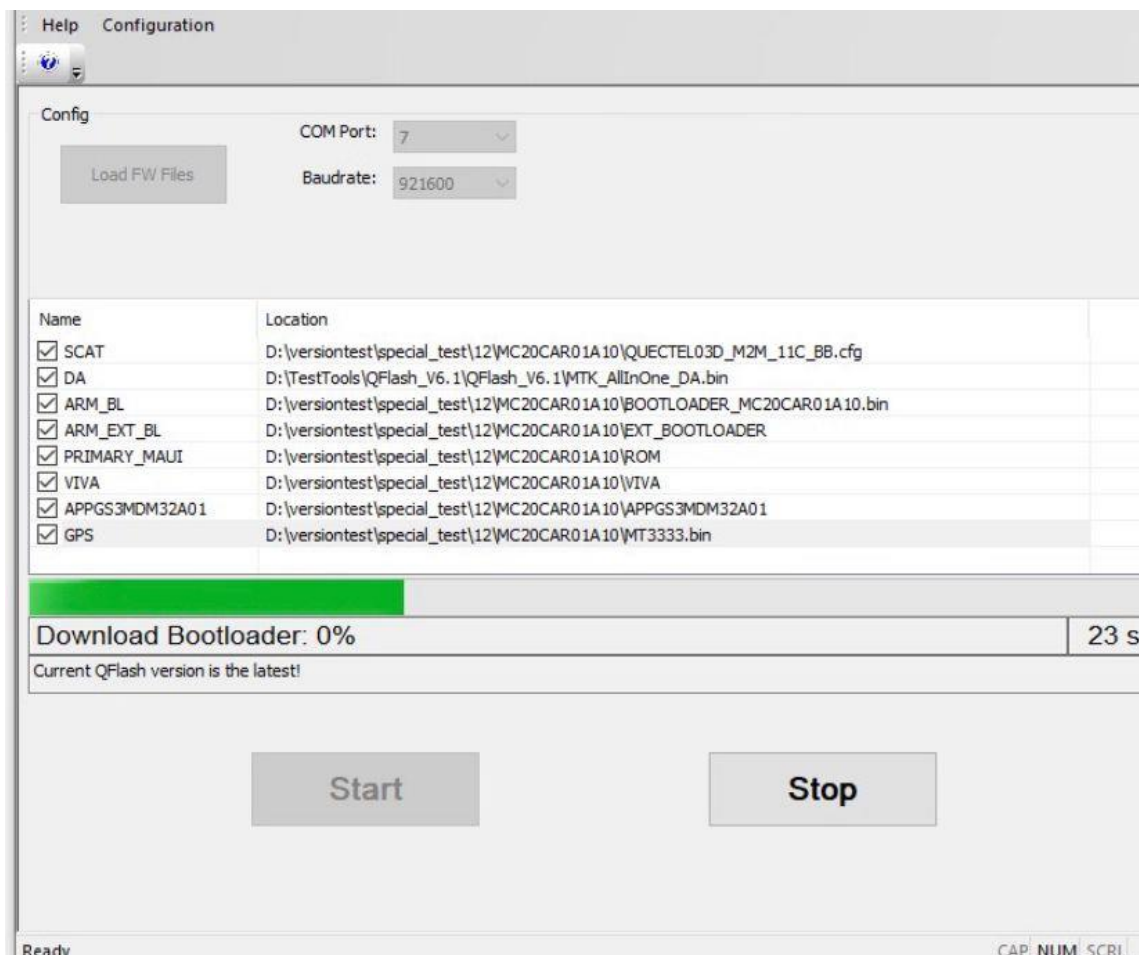 Help Configuration
Config
Load FW Files
COM Port: 7
Baudrate: 921600
Name Location
SCAT D:\versiontest\special_test\12\MC20CAR01A10\QUECTEL03D_M2M_11C_BB.cfg
DA D:\TestTools\QFlash_V6.1\QFlash_V6.1\MTK_AllInOne_DA.bin
ARM_BL D:\versiontest\special_test\12\MC20CAR01A10\BOOTLOADER_MC20CAR01A10.bin
ARM_EXT_BL D:\versiontest\special_test\12\MC20CAR01A10\EXT_BOOTLOADER
PRIMARY_MAUI D:\versiontest\special_test\12\MC20CAR01A10\ROM
VIVA D:\versiontest\special_test\12\MC20CAR01A10\VIVA
APPGS3MDM32A01 D:\versiontest\special_test\12\MC20CAR01A10\APPGS3MDM32A01
GPS D:\versiontest\special_test\12\MC20CAR01A10\MT3333.bin
Download Bootloader: 0% 23 s
Current QFlash version is the latest!
Start Stop
Ready CAP NUM SCRL